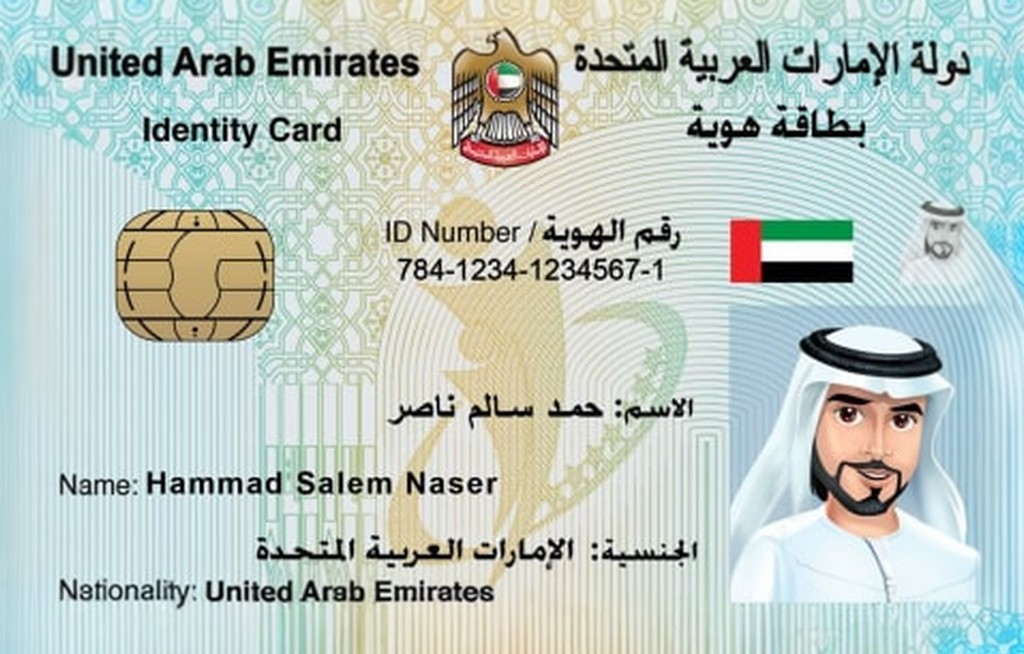 United Arab Emirates
دولة الإمارات العربية المتحدة
Identity Card
بطاقة هوية
ID Number / رقم الهوية
784-1234-1234567-1
الاسم: حمد سالم ناصر
Name: Hammad Salem Naser
الجنسية: الإمارات العربية المتحدة
Nationality: United Arab Emirates